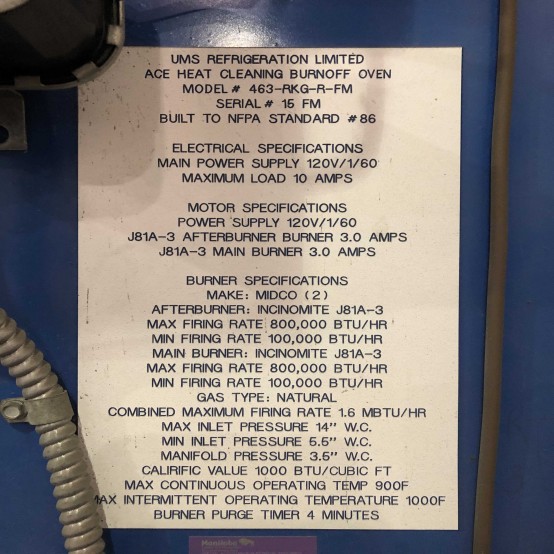 UMS REFRIGERATION LIMITED
ACE HEAT CLEANING BURNOFF OVEN
MODEL# 463-RKG-R-FM
SERIAL# 15 FM
BUILT TO NFPA STANDARD #86
ELECTRICAL SPECIFICATIONS
MAIN POWER SUPPLY 120V/1/60
MAXIMUM LOAD 10 AMPS
MOTOR SPECIFICATIONS
POWER SUPPLY 120V/1/60
J81A-3 AFTERBURNER BURNER 3.0 AMPS
J81A-3 MAIN BURNER 3.0 AMPS
BURNER SPECIFICATIONS
MAKE: MIDCO (2)
AFTERBURNER: INCINOMITE J81A-3
MAX FIRING RATE 800,000 BTU/HR
MIN FIRING RATE 100,000 BTU/HR
MAIN BURNER: INCINOMITE J81A-3
MAX FIRING RATE 800,000 BTU/HR
MIN FIRING RATE 100,000 BTU/HR
GAS TYPE: NATURAL
COMBINED MAXIMUM FIRING RATE 1.6 MBTU/HR
MAX INLET PRESSURE 14" W.C.
MIN INLET PRESSURE 5.5" W.C.
MANIFOLD PRESSURE 3.5" W.C.
CALIRIFIC VALUE 1000 BTU/CUBIC FT
MAX CONTINUOUS OPERATING TEMP 900F
MAX INTERMITTENT OPERATING TEMPERATURE 1000F
BURNER PURGE TIMER 4 MINUTES
Manitoba